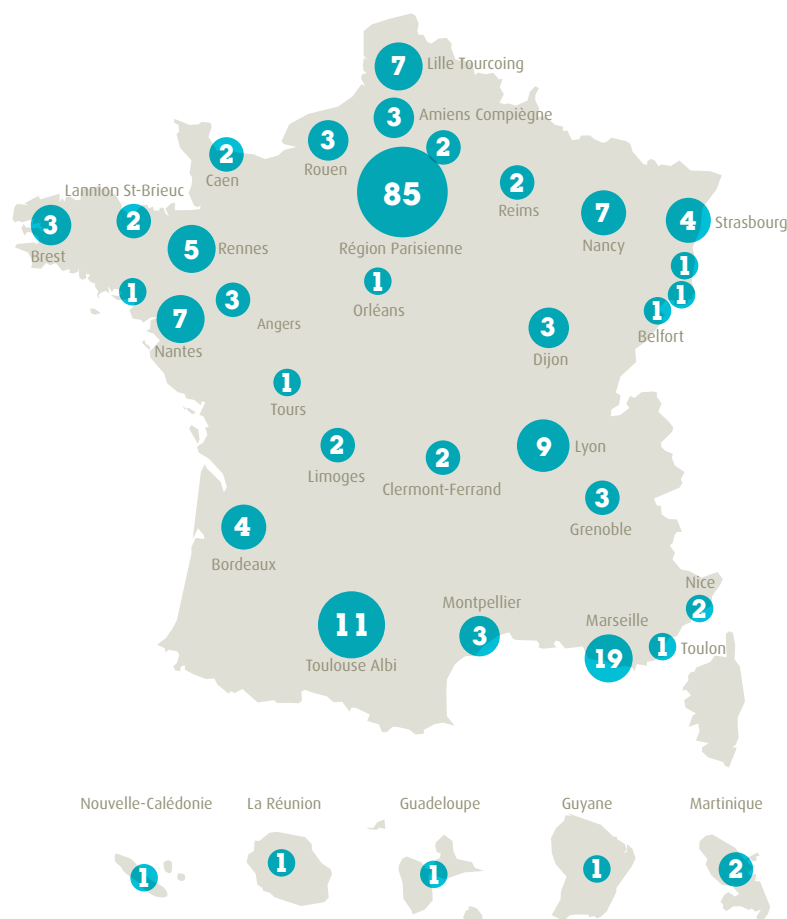 7
Lille Tourcoing
3
Amiens Compiègne
3
Rouen
2
2
Caen
85
Région Parisienne
2
Reims
7
Nancy
4
Strasbourg
Lannion St-Brieuc
2
3
Brest
5
Rennes
1
3
Angers
7
Nantes
1
Orléans
1
1
1
Belfort
3
Dijon
1
Tours
2
Limoges
2
Clermont-Ferrand
9
Lyon
3
Grenoble
4
Bordeaux
11
Toulouse Albi
Montpellier
3
Marseille
19
Nice
2
1
Toulon
Nouvelle-Calédonie
1
La Réunion
1
Guadeloupe
1
Guyane
1
Martinique
2